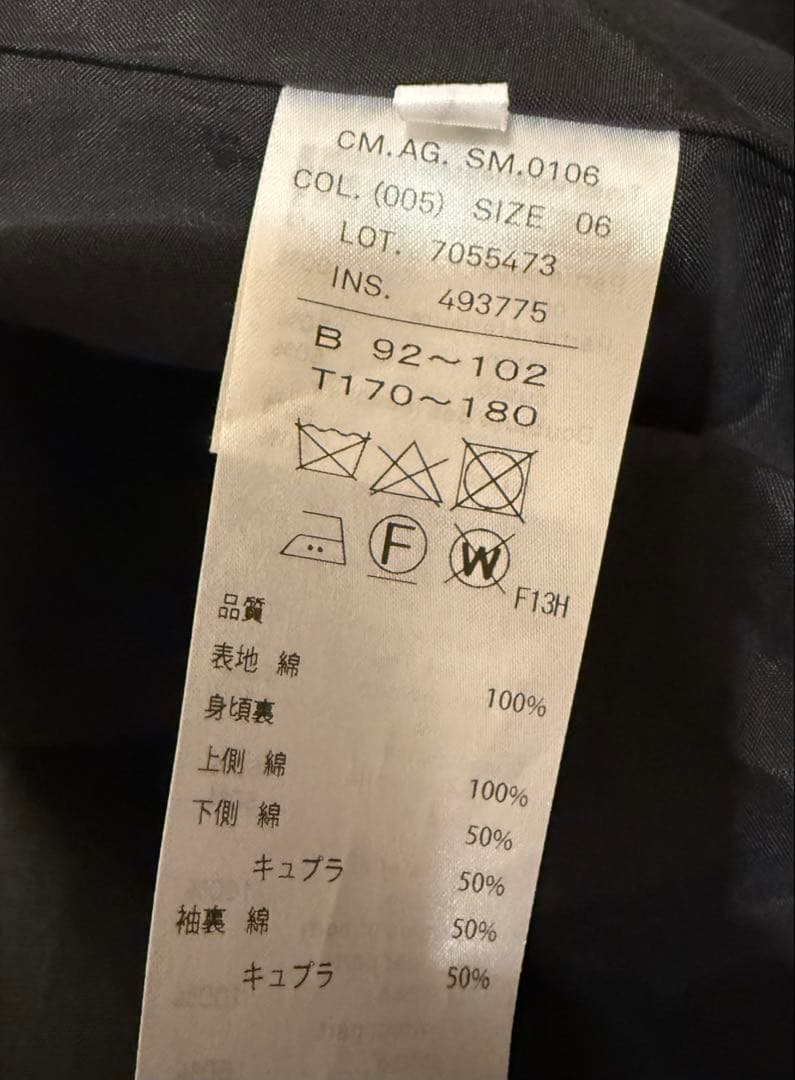 CM.AG. SM.0106
COL. (005) SIZE 06
LOT. 7055473
INS. 493775
B 92～102
T170～180
F W F13H
品質
表地 綿 100%
身頃裏
上側 綿 100%
下側 綿 50%
キュプラ 50%
袖裏 綿 50%
キュプラ 50%